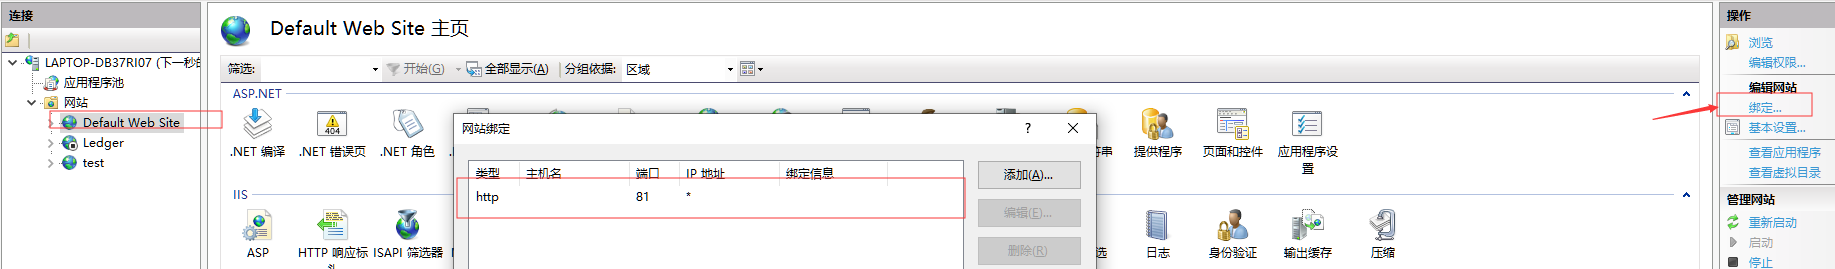 连接
LAPTOP-DB37RI07 (下一秒的
应用程序池
网站
Default Web Site
Ledger
test
Default Web Site 主页
筛选:
开始(G)
全部显示(A)
分组依据: 区域
ASP.NET
.NET 编译
.NET 错误页
.NET 角色
提供程序
页面和控件
应用程序设置
IIS
ASP
HTTP 响应标
ISAPI 筛选器
日志
身份验证
输出缓存
压缩
网站绑定
?
类型 主机名 端口 IP 地址 绑定信息
http 81 *
添加(A)...
编辑(E)...
删除(R)
操作
浏览
编辑权限...
编辑网站
绑定...
基本设置...
查看应用程序
查看虚拟目录
管理网站
重新启动
启动
停止